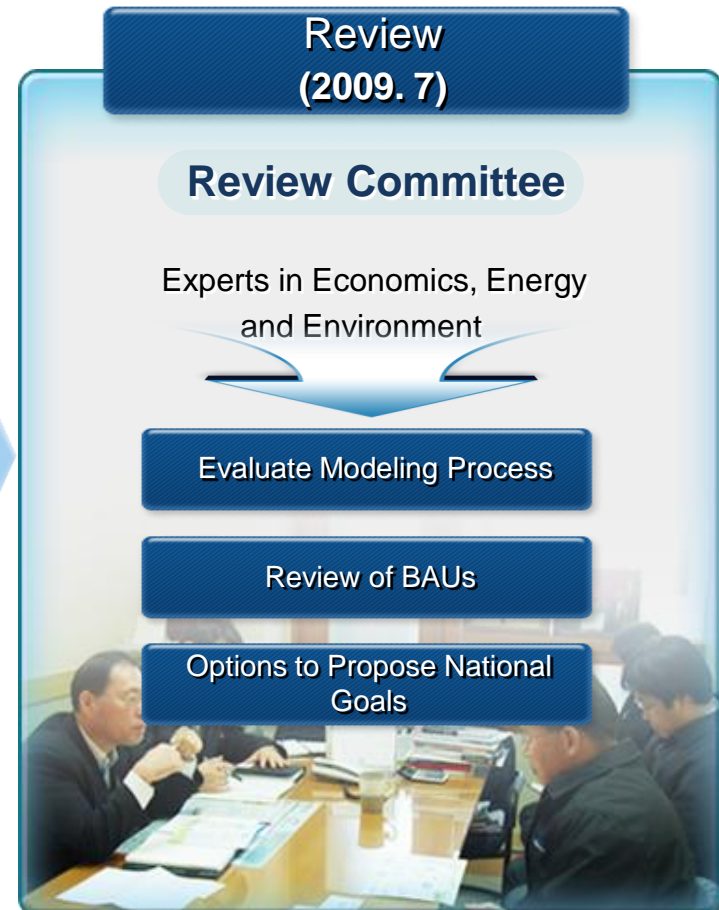 Review
(2009. 7)
Review Committee
Experts in Economics, Energy
and Environment
Evaluate Modeling Process
Review of BAUs
Options to Propose National
Goals